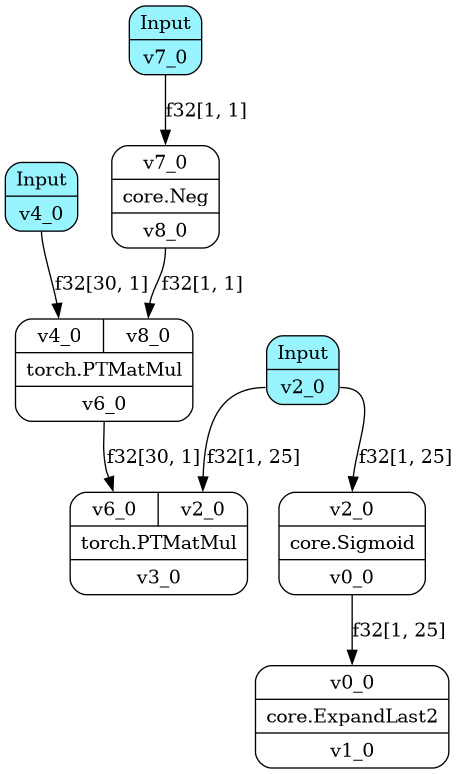 Input
v7_0
f32[1, 1]
v7_0
core.Neg
v8_0
Input
v4_0
f32[30, 1]
f32[1, 1]
v4_0 v8_0
torch.PTMatMul
v6_0
Input
v2_0
f32[30, 1]
f32[1, 25]
f32[1, 25]
v6_0 v2_0
torch.PTMatMul
v3_0
v2_0
core.Sigmoid
v0_0
f32[1, 25]
v0_0
core.ExpandLast2
v1_0